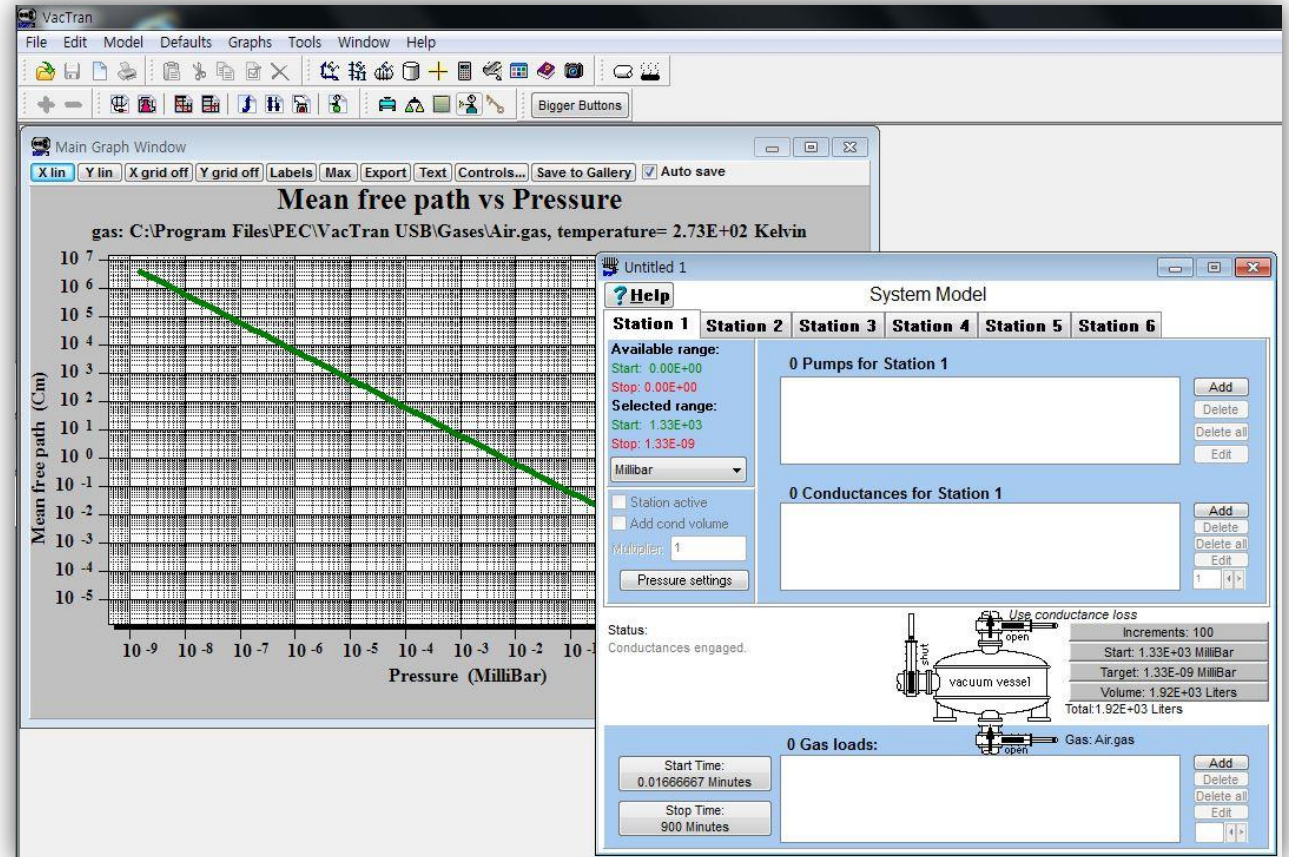 VacTran
File Edit Model Defaults Graphs Tools Window Help
Bigger Buttons
Main Graph Window
X lin Y lin X grid off Y grid off Labels Max Export Text Controls... Save to Gallery Auto save
Mean free path vs Pressure
gas: C:\Program Files\PEC\VacTran USB\Gases\Air.gas, temperature= 2.73E+02 Kelvin
Mean free path (Cm)
10 7
10 6
10 5
10 4
10 3
10 2
10 1
10 0
10 -1
10 -2
10 -3
10 -4
10 -5
10 -9 10 -8 10 -7 10 -6 10 -5 10 -4 10 -3 10 -2
Pressure (MilliBar)
Untitled 1
? Help
System Model
Station 1 Station 2 Station 3 Station 4 Station 5 Station 6
Available range:
Start: 0.00E+00
Stop: 0.00E+00
Selected range:
Start: 1.33E+03
Stop: 1.33E-09
Millibar
Station active
Add cond volume
Multiplier: 1
Pressure settings
0 Pumps for Station 1
Add
Delete
Delete all
Edit
0 Conductances for Station 1
Add
Delete
Delete all
Edit
1
Status:
Conductances engaged.
Use conductance loss
open
shut
vacuum vessel
Increments: 100
Start: 1.33E+03 MilliBar
Target: 1.33E-09 MilliBar
Volume: 1.92E+03 Liters
Total:1.92E+03 Liters
open
Gas: Air.gas
0 Gas loads:
Start Time:
0.01666667 Minutes
Stop Time:
900 Minutes
Add
Delete
Delete all
Edit